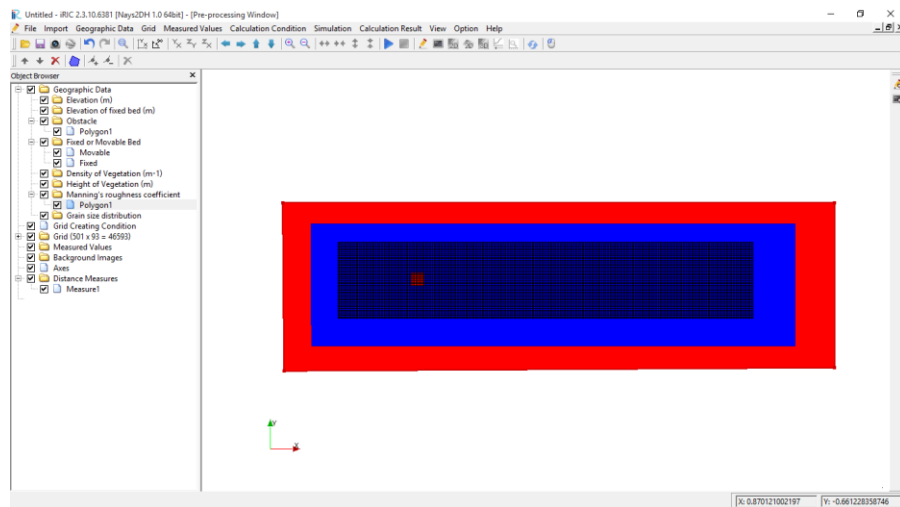 Untitled - iRIC 2.3.10.6381 [Nays2DH 1.0 64bit] - [Pre-processing Window]
File Import Geographic Data Grid Measured Values Calculation Condition Simulation Calculation Result View Option Help
Object Browser
Geographic Data
Elevation (m)
Elevation of fixed bed (m)
Obstacle
Polygon1
Fixed or Movable Bed
Movable
Fixed
Density of Vegetation (m-1)
Height of Vegetation (m)
Manning's roughness coefficient
Polygon1
Grain size distribution
Grid Creating Condition
Grid (501 x 93 = 46593)
Measured Values
Background Images
Axes
Distance Measures
Measure1
y
x
X: 0.870121002197 Y: -0.661228358746